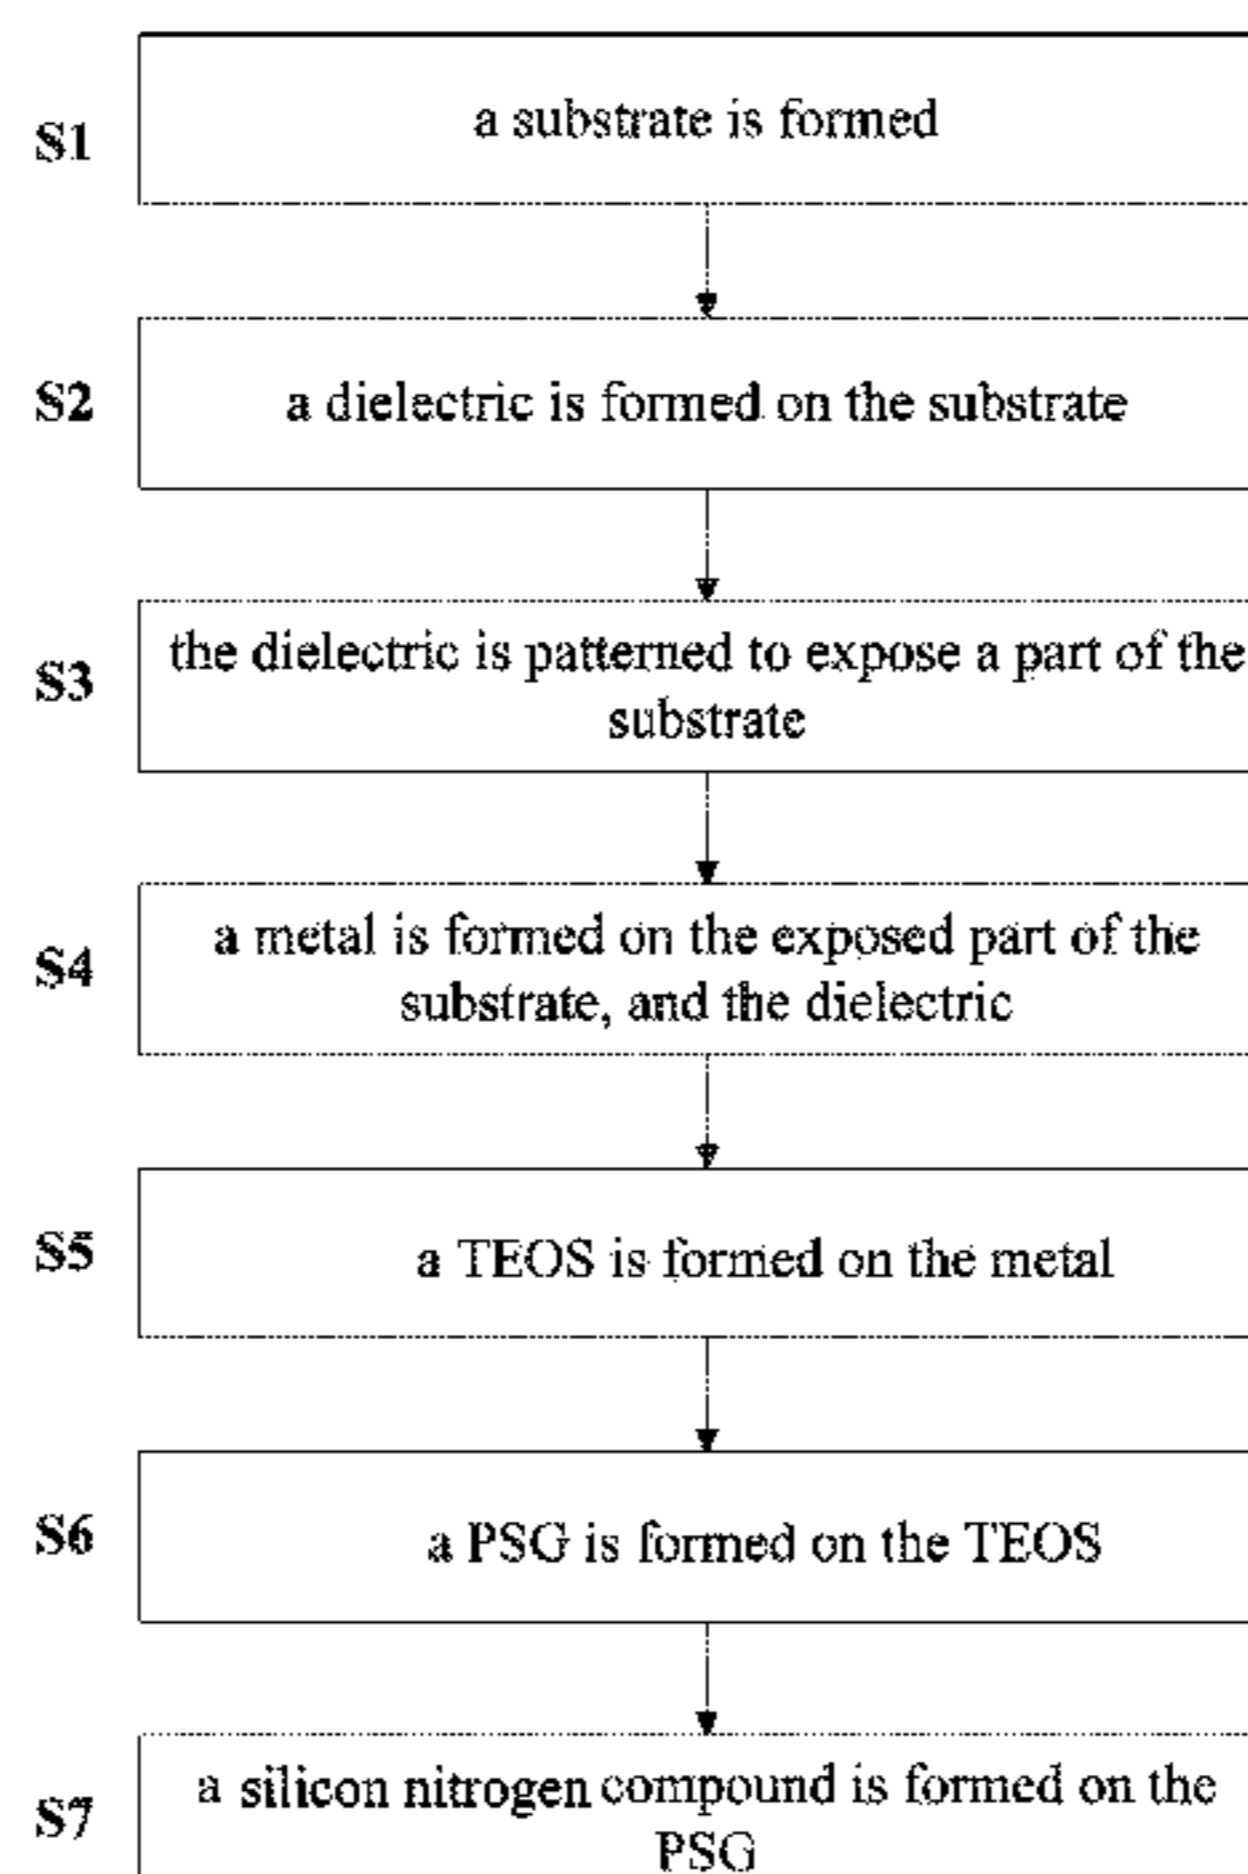 S1
a substrate is formed
S2
a dielectric is formed on the substrate
S3
the dielectric is patterned to expose a part of the
substrate
S4
a metal is formed on the exposed part of the
substrate, and the dielectric
S5
a TEOS is formed on the metal
S6
a PSG is formed on the TEOS
S7
a silicon nitrogen compound is formed on the
PSG